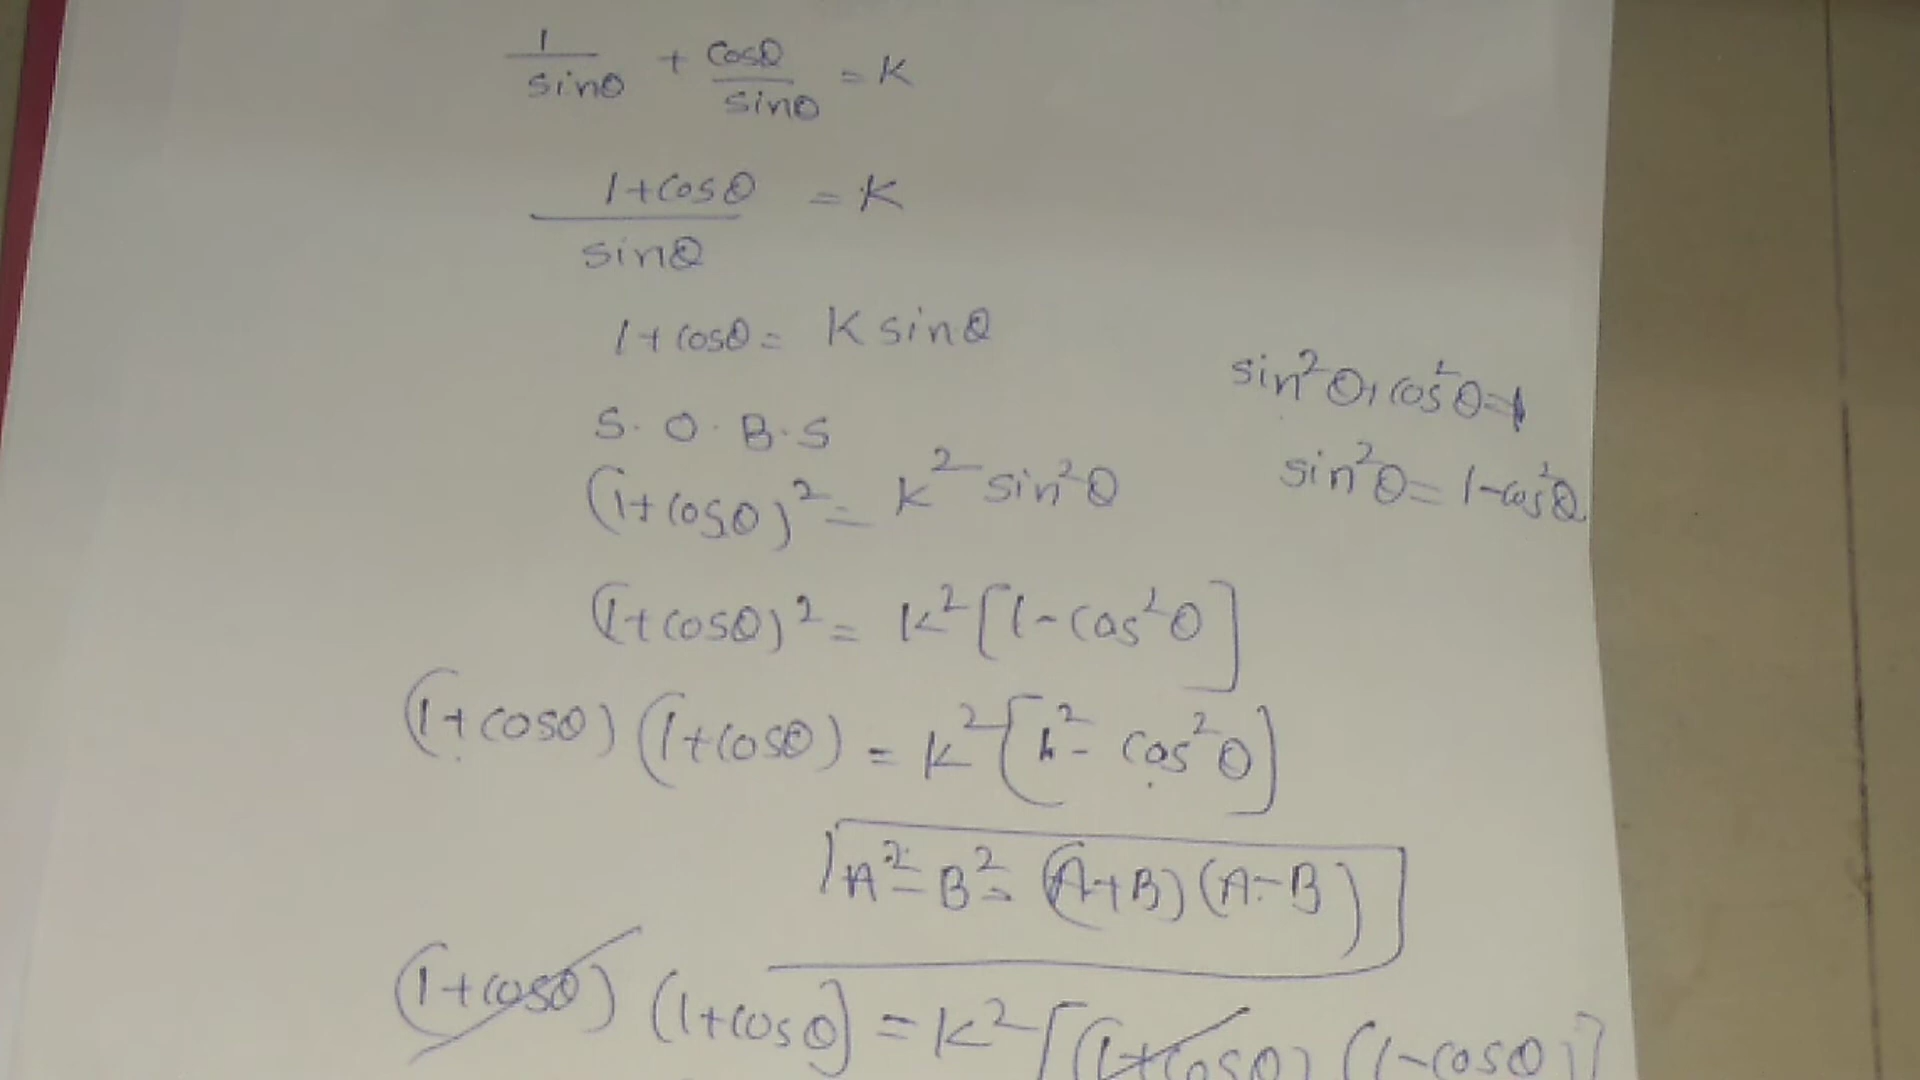 1/sinθ + cosθ/sinθ = K
1+cosθ/sinθ = K
1+cosθ = K sinθ
S.O.B.S
(1+cosθ)² = K² sin²θ
sin²θ+cos²θ=1
sin²θ = 1-cos²θ
(1+cosθ)² = K² [1-cos²θ]
(1+cosθ) (1+cosθ) = K² [1² - cos²θ]
A² - B² = (A+B) (A-B)
(1+cosθ) (1+cosθ) = K² [(1+cosθ) (1-cosθ)]